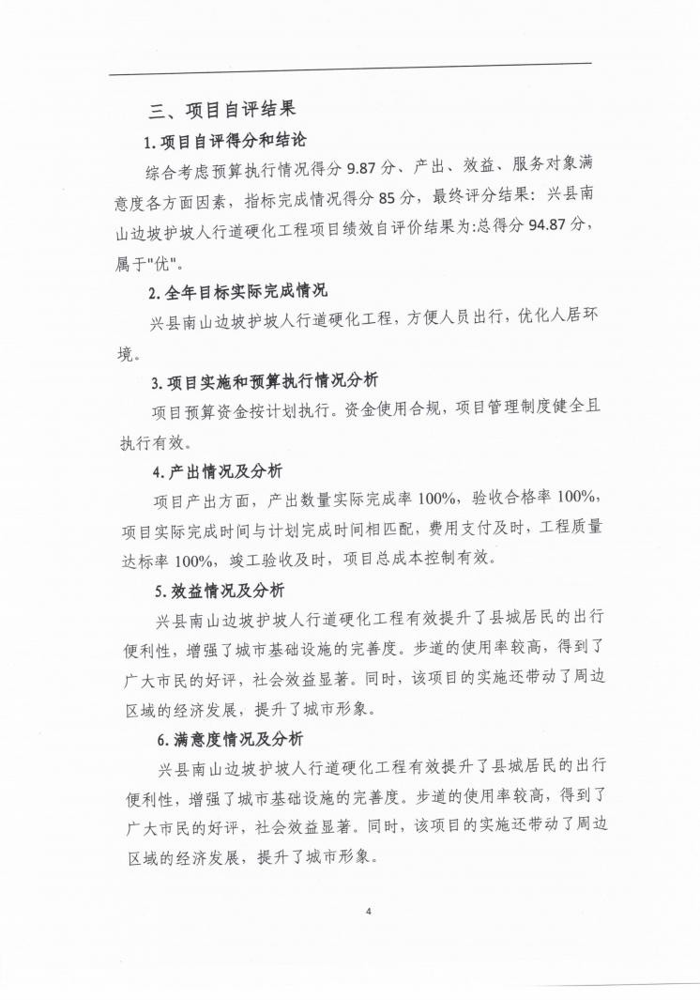 三、项目自评结果
1.项目自评得分和结论
综合考虑预算执行情况得分 9.87 分、产出、效益、服务对象满
意度各方面因素，指标完成情况得分 85 分，最终评分结果：兴县南
山边坡护坡人行道硬化工程项目绩效自评价结果为:总得分 94.87 分，
属于"优"。
2.全年目标实际完成情况
兴县南山边坡护坡人行道硬化工程，方便人员出行，优化人居环
境。
3.项目实施和预算执行情况分析
项目预算资金按计划执行。资金使用合规，项目管理制度健全且
执行有效。
4.产出情况及分析
项目产出方面，产出数量实际完成率 100%，验收合格率 100%，
项目实际完成时间与计划完成时间相匹配，费用支付及时，工程质量
达标率 100%，竣工验收及时，项目总成本控制有效。
5.效益情况及分析
兴县南山边坡护坡人行道硬化工程有效提升了县城居民的出行
便利性，增强了城市基础设施的完善度。步道的使用率较高，得到了
广大市民的好评，社会效益显著。同时，该项目的实施还带动了周边
区域的经济发展，提升了城市形象。
6.满意度情况及分析
兴县南山边坡护坡人行道硬化工程有效提升了县城居民的出行
便利性，增强了城市基础设施的完善度。步道的使用率较高，得到了
广大市民的好评，社会效益显著。同时，该项目的实施还带动了周边
区域的经济发展，提升了城市形象。
4